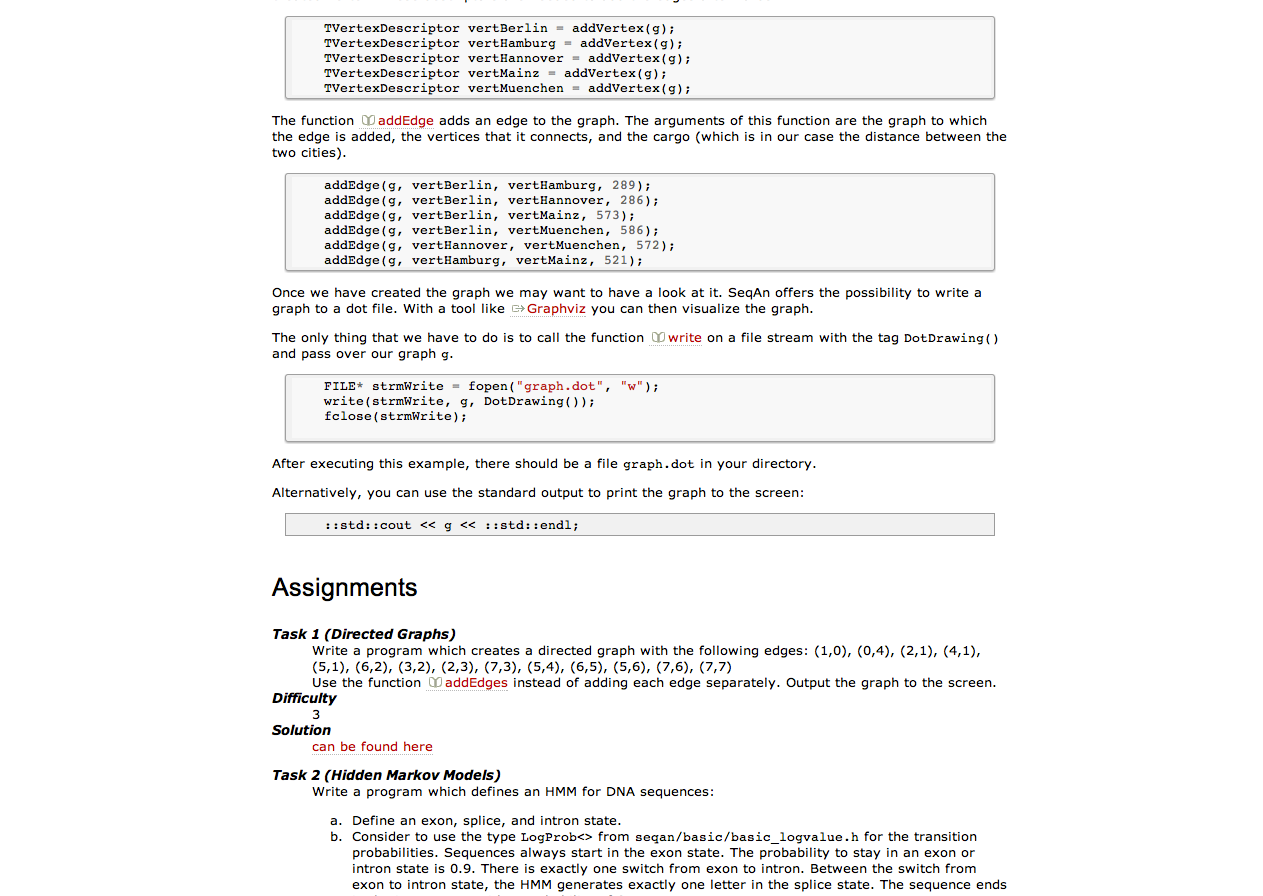 TVertexDescriptor vertBerlin = addVertex(g);
TVertexDescriptor vertHamburg = addVertex(g);
TVertexDescriptor vertHannover = addVertex(g);
TVertexDescriptor vertMainz = addVertex(g);
TVertexDescriptor vertMuenchen = addVertex(g);
The function addEdge adds an edge to the graph. The arguments of this function are the graph to which
the edge is added, the vertices that it connects, and the cargo (which is in our case the distance between the
two cities).
addEdge(g, vertBerlin, vertHamburg, 289);
addEdge(g, vertBerlin, vertHannover, 286);
addEdge(g, vertBerlin, vertMainz, 573);
addEdge(g, vertBerlin, vertMuenchen, 586);
addEdge(g, vertHannover, vertMuenchen, 572);
addEdge(g, vertHamburg, vertMainz, 521);
Once we have created the graph we may want to have a look at it. SeqAn offers the possibility to write a
graph to a dot file. With a tool like Graphviz you can then visualize the graph.
The only thing that we have to do is to call the function write on a file stream with the tag DotDrawing()
and pass over our graph g.
FILE* strmWrite = fopen("graph.dot", "w");
write(strmWrite, g, DotDrawing());
fclose(strmWrite);
After executing this example, there should be a file graph.dot in your directory.
Alternatively, you can use the standard output to print the graph to the screen:
::std::cout << g << ::std::endl;
Assignments
Task 1 (Directed Graphs)
Write a program which creates a directed graph with the following edges: (1,0), (0,4), (2,1), (4,1),
(5,1), (6,2), (3,2), (2,3), (7,3), (5,4), (6,5), (5,6), (7,6), (7,7)
Use the function addEdges instead of adding each edge separately. Output the graph to the screen.
Difficulty
3
Solution
can be found here
Task 2 (Hidden Markov Models)
Write a program which defines an HMM for DNA sequences:
a. Define an exon, splice, and intron state.
b. Consider to use the type LogProb<> from seqan/basic/basic_logvalue.h for the transition
probabilities. Sequences always start in the exon state. The probability to stay in an exon or
intron state is 0.9. There is exactly one switch from exon to intron. Between the switch from
exon to intron state, the HMM generates exactly one letter in the splice state. The sequence ends